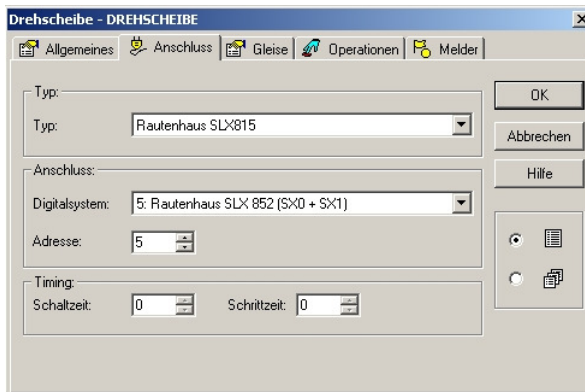 Drehscheibe - DREHSCHEIBE
Allgemeines Anschluss Gleise Operationen Melder
Typ:
Typ: Rautenhaus SLX815
OK
Abbrechen
Hilfe
Anschluss:
Digitalsystem: 5: Rautenhaus SLX 852 (SX0 + SX1)
Adresse: 5
Timing:
Schaltzeit: 0 Schrittzeit: 0